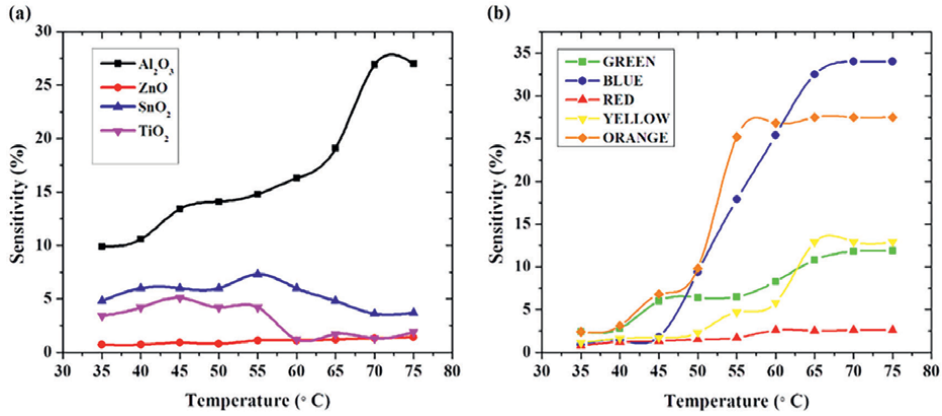 (a)
30
25
20
15
10
5
0
Sensitivity (%)
Al2O3
ZnO
SnO2
TiO2
30 35 40 45 50 55 60 65 70 75 80
Temperature (° C)
(b)
35
30
25
20
15
10
5
0
Sensitivity (%)
GREEN
BLUE
RED
YELLOW
ORANGE
30 35 40 45 50 55 60 65 70 75 80
Temperature (° C)